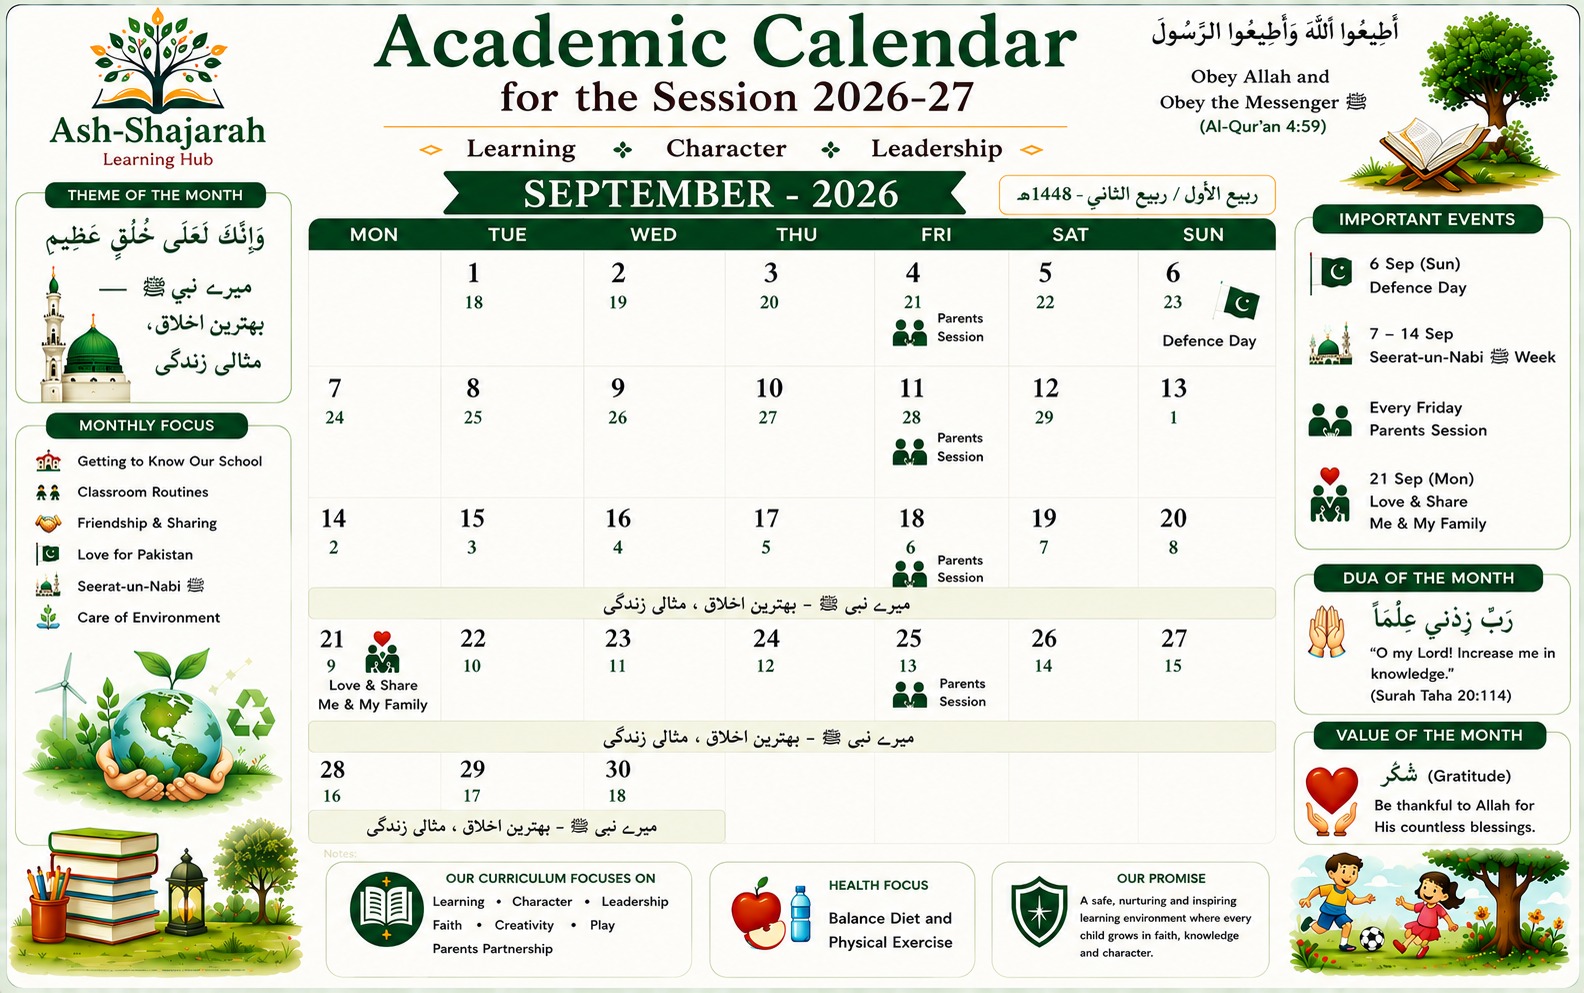 Ash-Shajarah
Learning Hub
Academic Calendar
for the Session 2026-27
Learning ❖ Character ❖ Leadership
أَطِيعُوا ٱللَّهَ وَأَطِيعُوا الرَّسُولَ
Obey Allah and
Obey the Messenger ﷺ
(Al-Qur'an 4:59)
SEPTEMBER - 2026
ربيع الأول / ربيع الثاني - 1448هـ
THEME OF THE MONTH
وَإِنَّكَ لَعَلَى خُلُقٍ عَظِيمٍ
میرے نبي ﷺ —
بهترین اخلاق،
مثالی زندگی
MONTHLY FOCUS
Getting to Know Our School
Classroom Routines
Friendship & Sharing
Love for Pakistan
Seerat-un-Nabi ﷺ
Care of Environment
MON TUE WED THU FRI SAT SUN
1 2 3 4 5 6
18 19 20 21 22 23
Parents
Session
Defence Day
7 8 9 10 11 12 13
24 25 26 27 28 29 1
Parents
Session
14 15 16 17 18 19 20
2 3 4 5 6 7 8
Parents
Session
میرے نبی ﷺ – بهترین اخلاق ، مثالی زندگی
21 22 23 24 25 26 27
9 10 11 12 13 14 15
Love & Share
Me & My Family
Parents
Session
میرے نبی ﷺ – بهترین اخلاق ، مثالی زندگی
28 29 30
16 17 18
میرے نبی ﷺ – بهترین اخلاق ، مثالی زندگی
Notes:
IMPORTANT EVENTS
6 Sep (Sun)
Defence Day
7 – 14 Sep
Seerat-un-Nabi ﷺ Week
Every Friday
Parents Session
21 Sep (Mon)
Love & Share
Me & My Family
DUA OF THE MONTH
رَبِّ زِدْنِي عِلْمَاً
"O my Lord! Increase me in
knowledge."
(Surah Taha 20:114)
VALUE OF THE MONTH
شُكْر (Gratitude)
Be thankful to Allah for
His countless blessings.
OUR CURRICULUM FOCUSES ON
Learning • Character • Leadership
Faith • Creativity • Play
Parents Partnership
HEALTH FOCUS
Balance Diet and
Physical Exercise
OUR PROMISE
A safe, nurturing and inspiring
learning environment where every
child grows in faith, knowledge
and character.